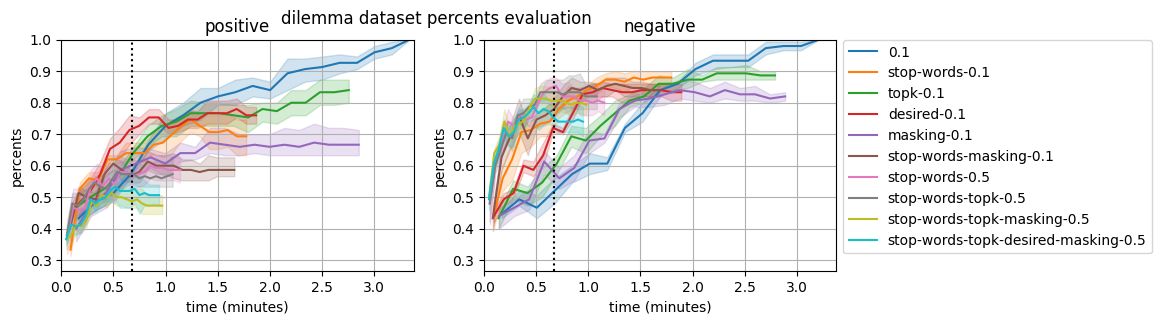 dilemma dataset percents evaluation
positive
negative
percents
1.0
0.9
0.8
0.7
0.6
0.5
0.4
0.3
0.0 0.5 1.0 1.5 2.0 2.5 3.0
time (minutes)
percents
1.0
0.9
0.8
0.7
0.6
0.5
0.4
0.3
0.0 0.5 1.0 1.5 2.0 2.5 3.0
time (minutes)
0.1
stop-words-0.1
topk-0.1
desired-0.1
masking-0.1
stop-words-masking-0.1
stop-words-0.5
stop-words-topk-0.5
stop-words-topk-masking-0.5
stop-words-topk-desired-masking-0.5